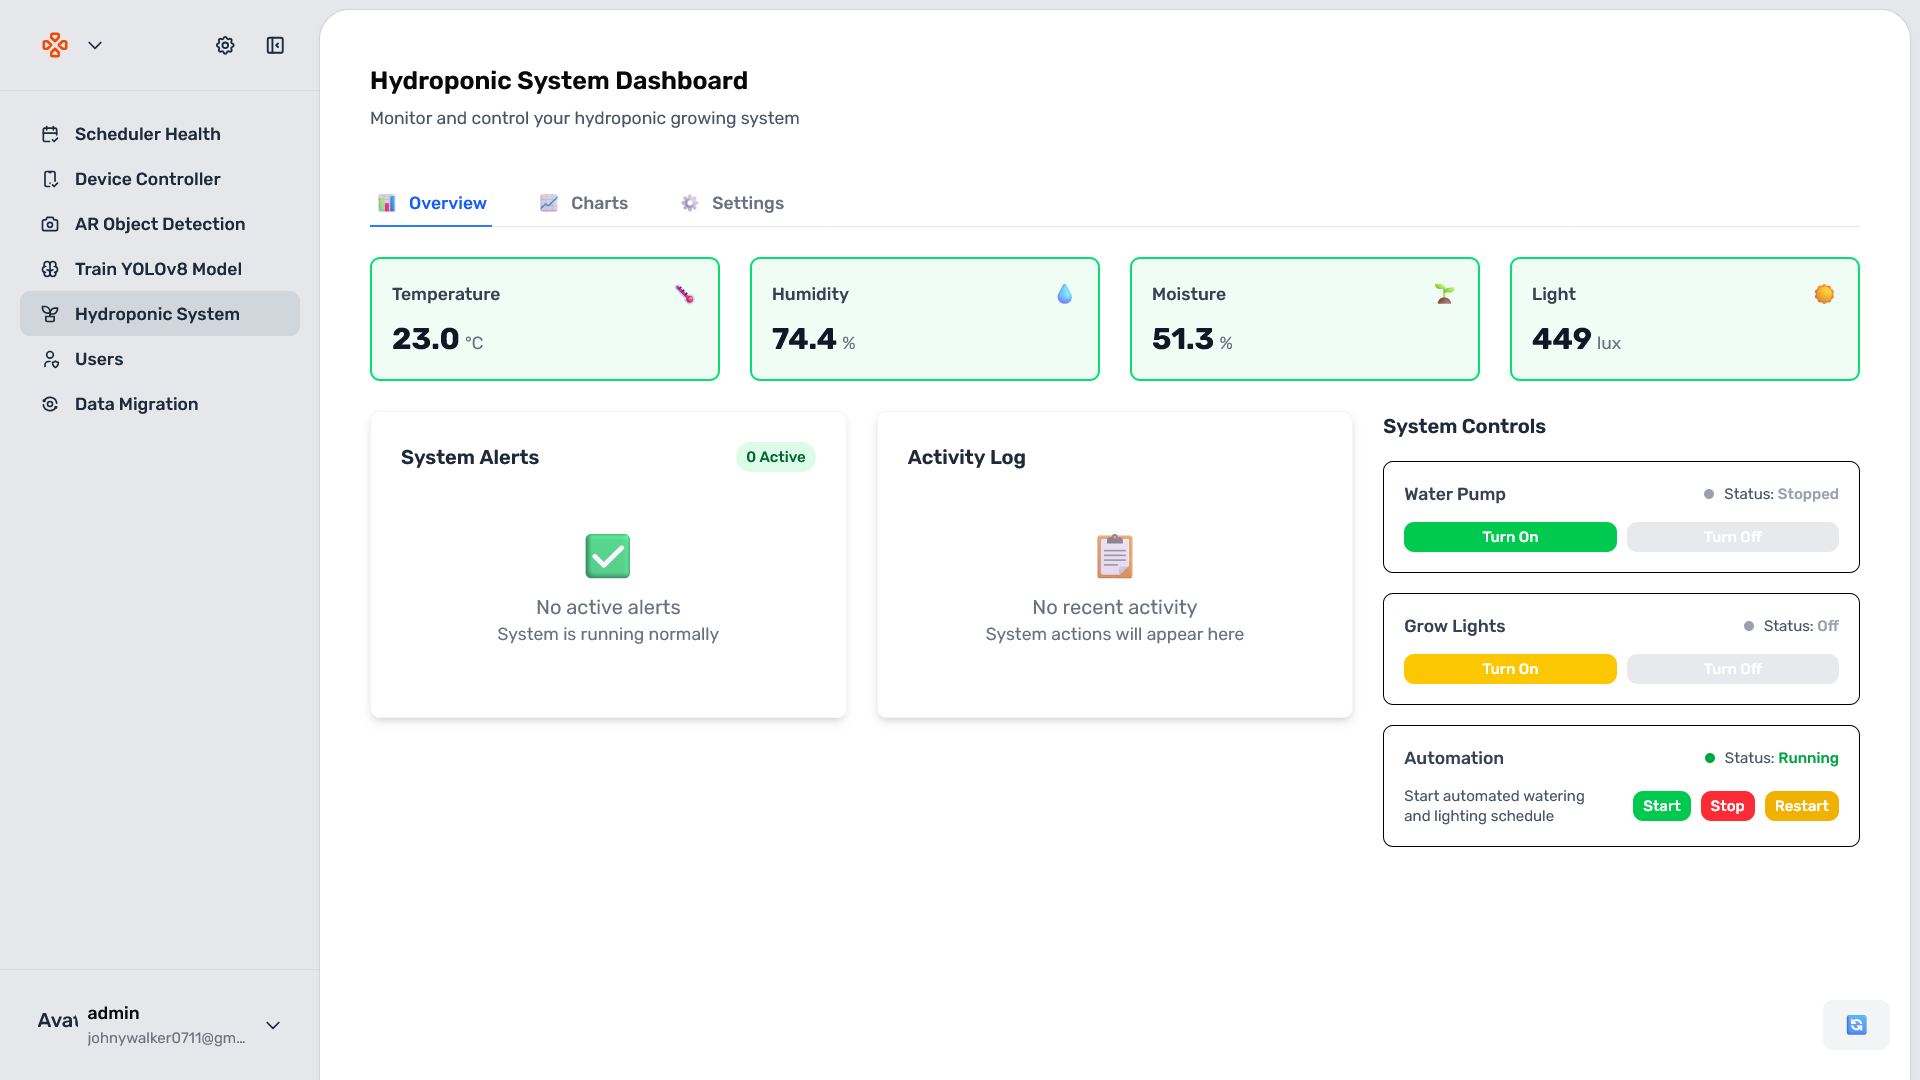 Scheduler Health
Device Controller
AR Object Detection
Train YOLOv8 Model
Hydroponic System
Users
Data Migration
admin
johnywalker0711@gm...
Hydroponic System Dashboard
Monitor and control your hydroponic growing system
Overview
Charts
Settings
Temperature
23.0 °C
Humidity
74.4 %
Moisture
51.3 %
Light
449 lux
System Alerts
0 Active
No active alerts
System is running normally
Activity Log
No recent activity
System actions will appear here
System Controls
Water Pump
Status: Stopped
Turn On
Turn Off
Grow Lights
Status: Off
Turn On
Turn Off
Automation
Status: Running
Start automated watering
and lighting schedule
Start
Stop
Restart